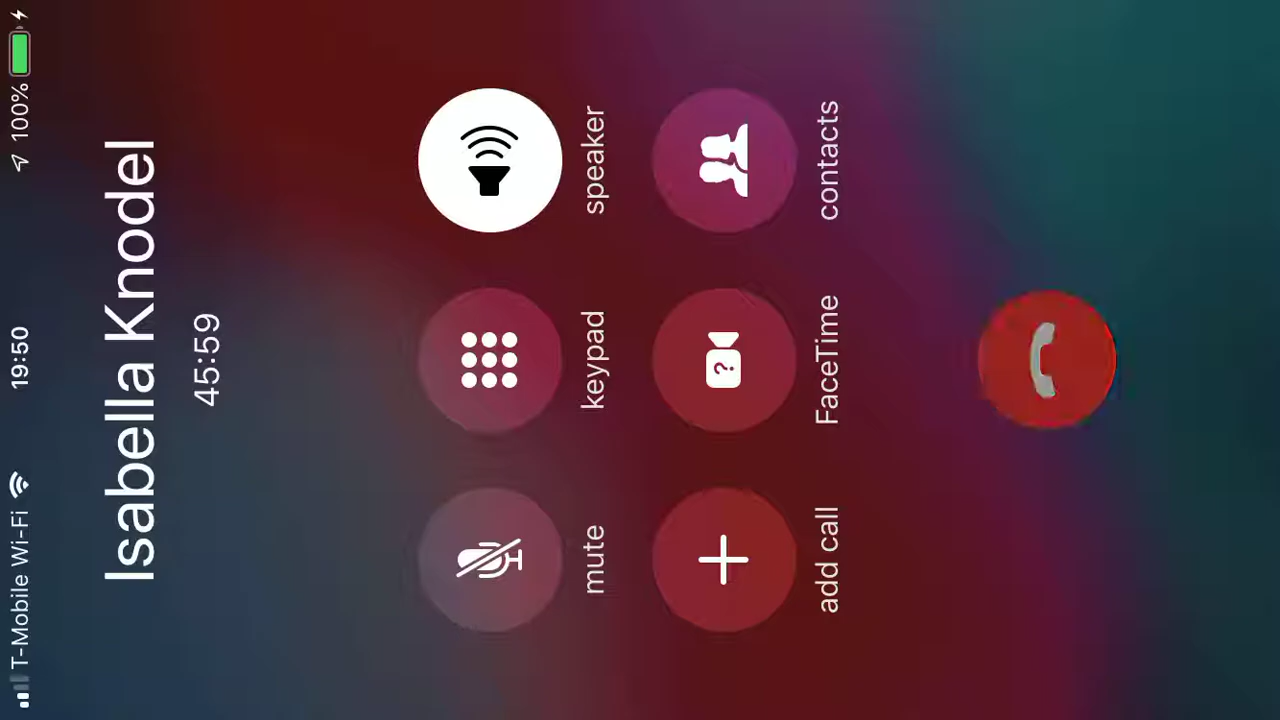 T-Mobile Wi-Fi 19:50 100%
Isabella Knodel
45:59
mute keypad speaker
add call FaceTime contacts